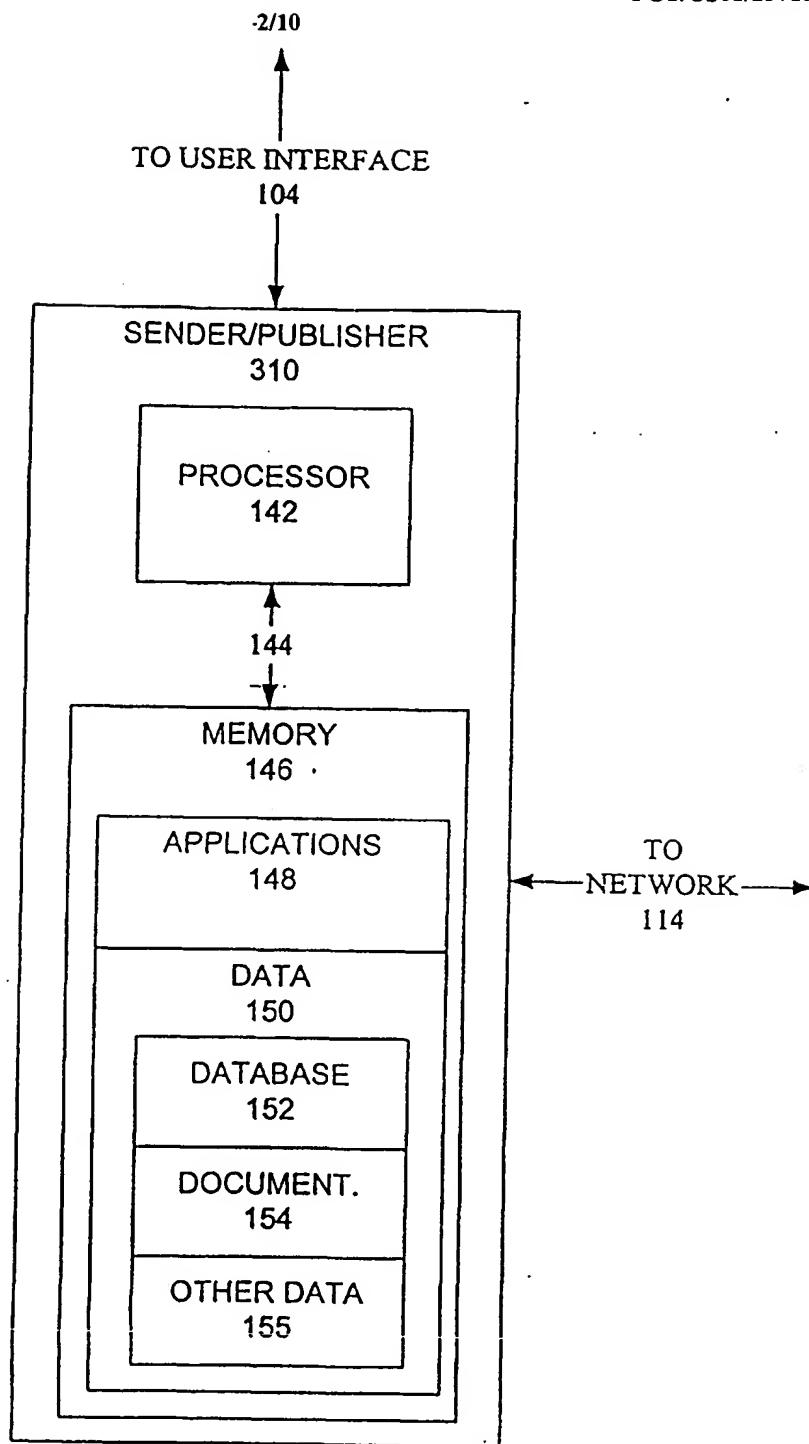 -2/10
TO USER INTERFACE
104
SENDER/PUBLISHER
310
PROCESSOR
142
144
MEMORY
146
APPLICATIONS
148
TO
NETWORK
114
DATA
150
DATABASE
152
DOCUMENT.
154
OTHER DATA
155